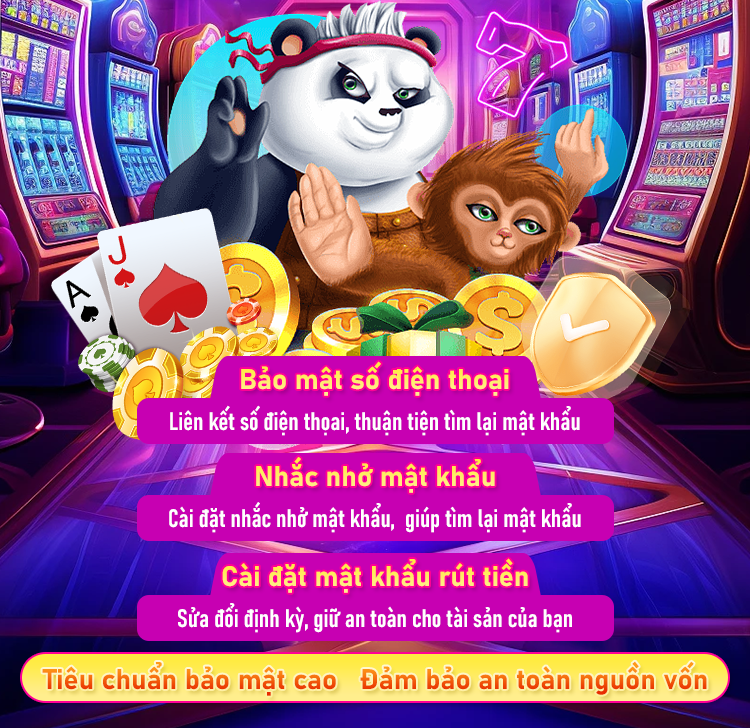 7
J
A
$
Bảo mật số điện thoại
Liên kết số điện thọai, thuận tiện tìm lại mật khẩu
Nhắc nhở mật khẩu
Cài đặt nhắc nhở mật khẩu, giúp tìm lại mật khẩu
Cài đặt mật khẩu rút tiền
Sửa đổi định kỳ, giữ an toàn cho tài sản của bạn
Tiêu chuẩn bảo mật cao Đảm bảo an toàn nguồn vốn